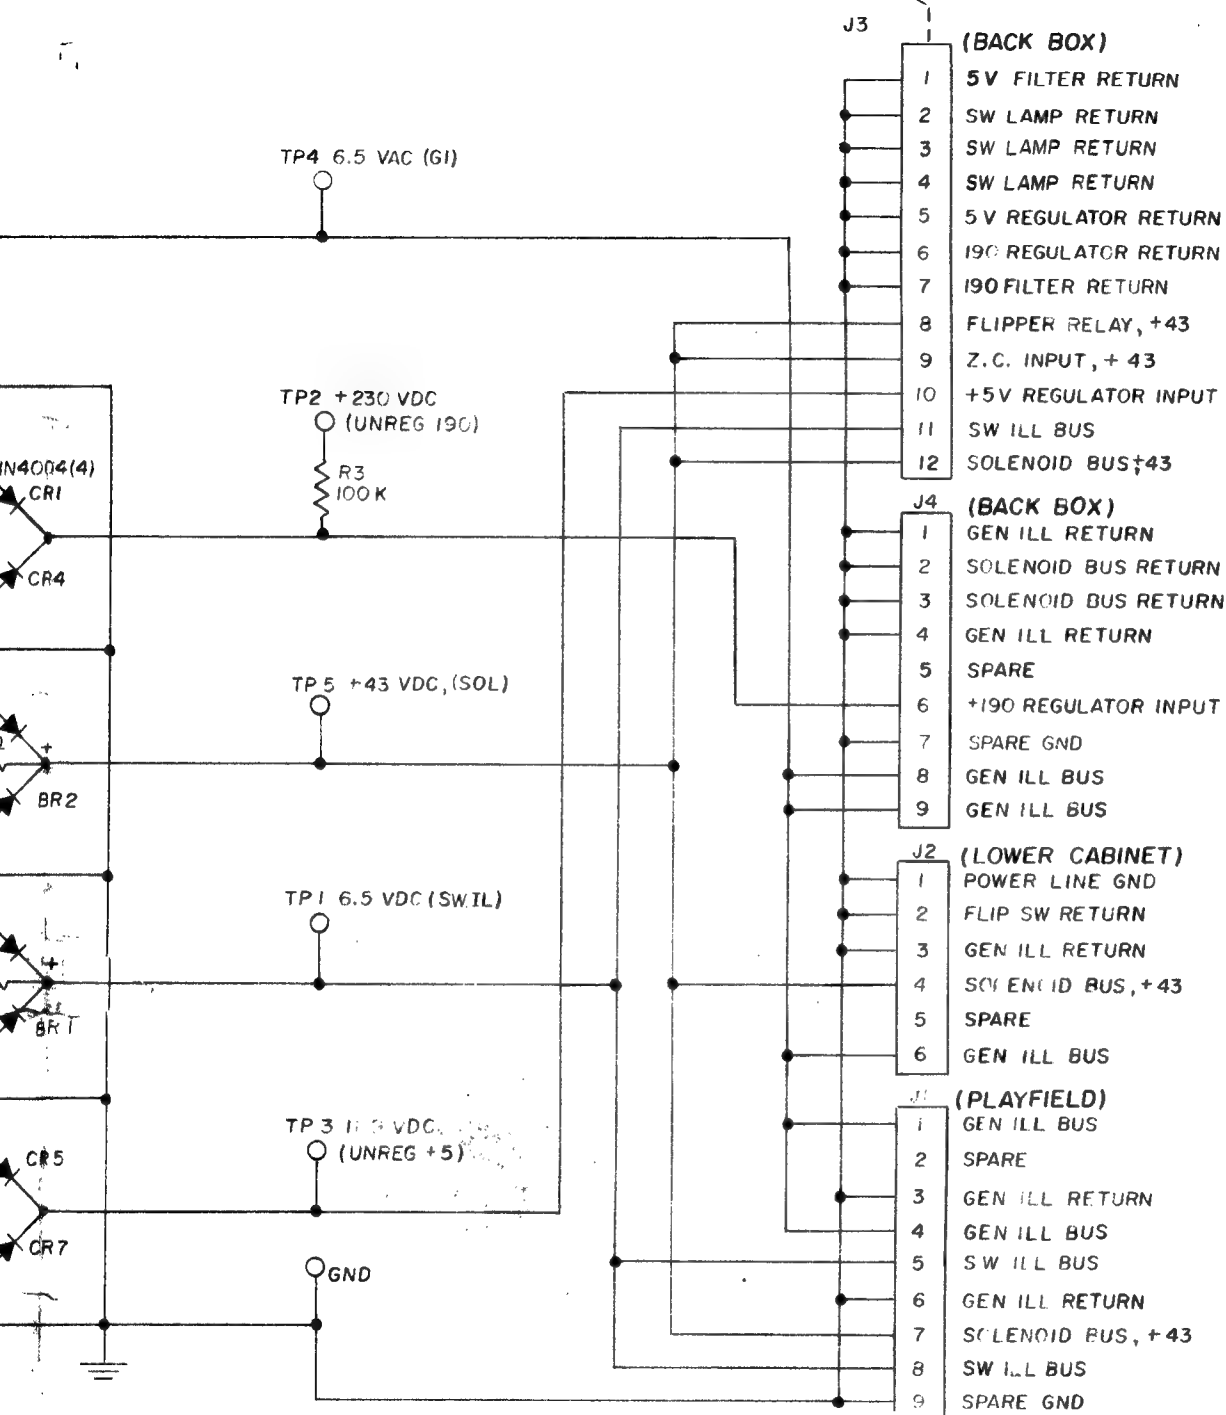 J3
(BACK BOX)
1 5V FILTER RETURN
2 SW LAMP RETURN
3 SW LAMP RETURN
4 SW LAMP RETURN
5 5V REGULATOR RETURN
6 190 REGULATOR RETURN
7 190 FILTER RETURN
8 FLIPPER RELAY, +43
9 Z.C. INPUT, + 43
10 +5V REGULATOR INPUT
11 SW ILL BUS
12 SOLENOID BUS, +43
J4 (BACK BOX)
1 GEN ILL RETURN
2 SOLENOID BUS RETURN
3 SOLENOID BUS RETURN
4 GEN ILL RETURN
5 SPARE
6 +190 REGULATOR INPUT
7 SPARE GND
8 GEN ILL BUS
9 GEN ILL BUS
J2 (LOWER CABINET)
1 POWER LINE GND
2 FLIP SW RETURN
3 GEN ILL RETURN
4 SOLENOID BUS, +43
5 SPARE
6 GEN ILL BUS
J1 (PLAYFIELD)
1 GEN ILL BUS
2 SPARE
3 GEN ILL RETURN
4 GEN ILL BUS
5 SW ILL BUS
6 GEN ILL RETURN
7 SOLENOID BUS, +43
8 SW ILL BUS
9 SPARE GND
TP4 6.5 VAC (GI)
TP2 +230 VDC
(UNREG 190)
R3
100K
1N4004(4)
CR1
CR4
TP5 +43 VDC, (SOL)
+
BR2
TP1 6.5 VDC (SW.IL)
+
BR1
TP3 VDC
(UNREG +5)
CR5
CR7
GND